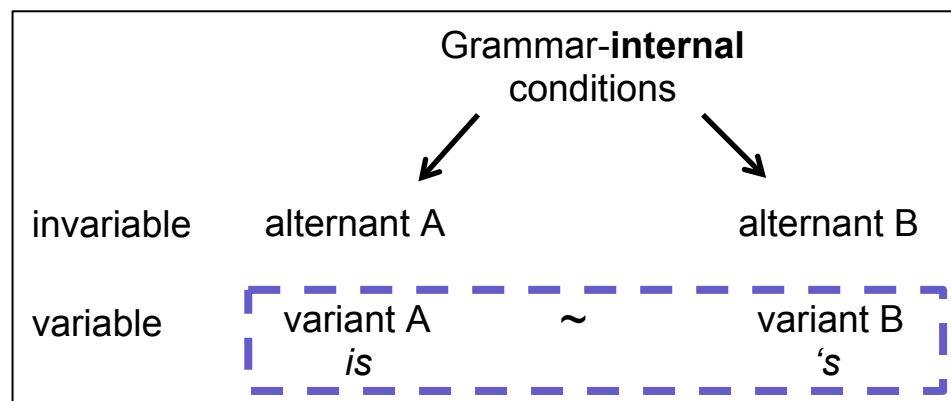 Grammar-internal
conditions
invariable alternant A alternant B
variable variant A ~ variant B
is ‘s